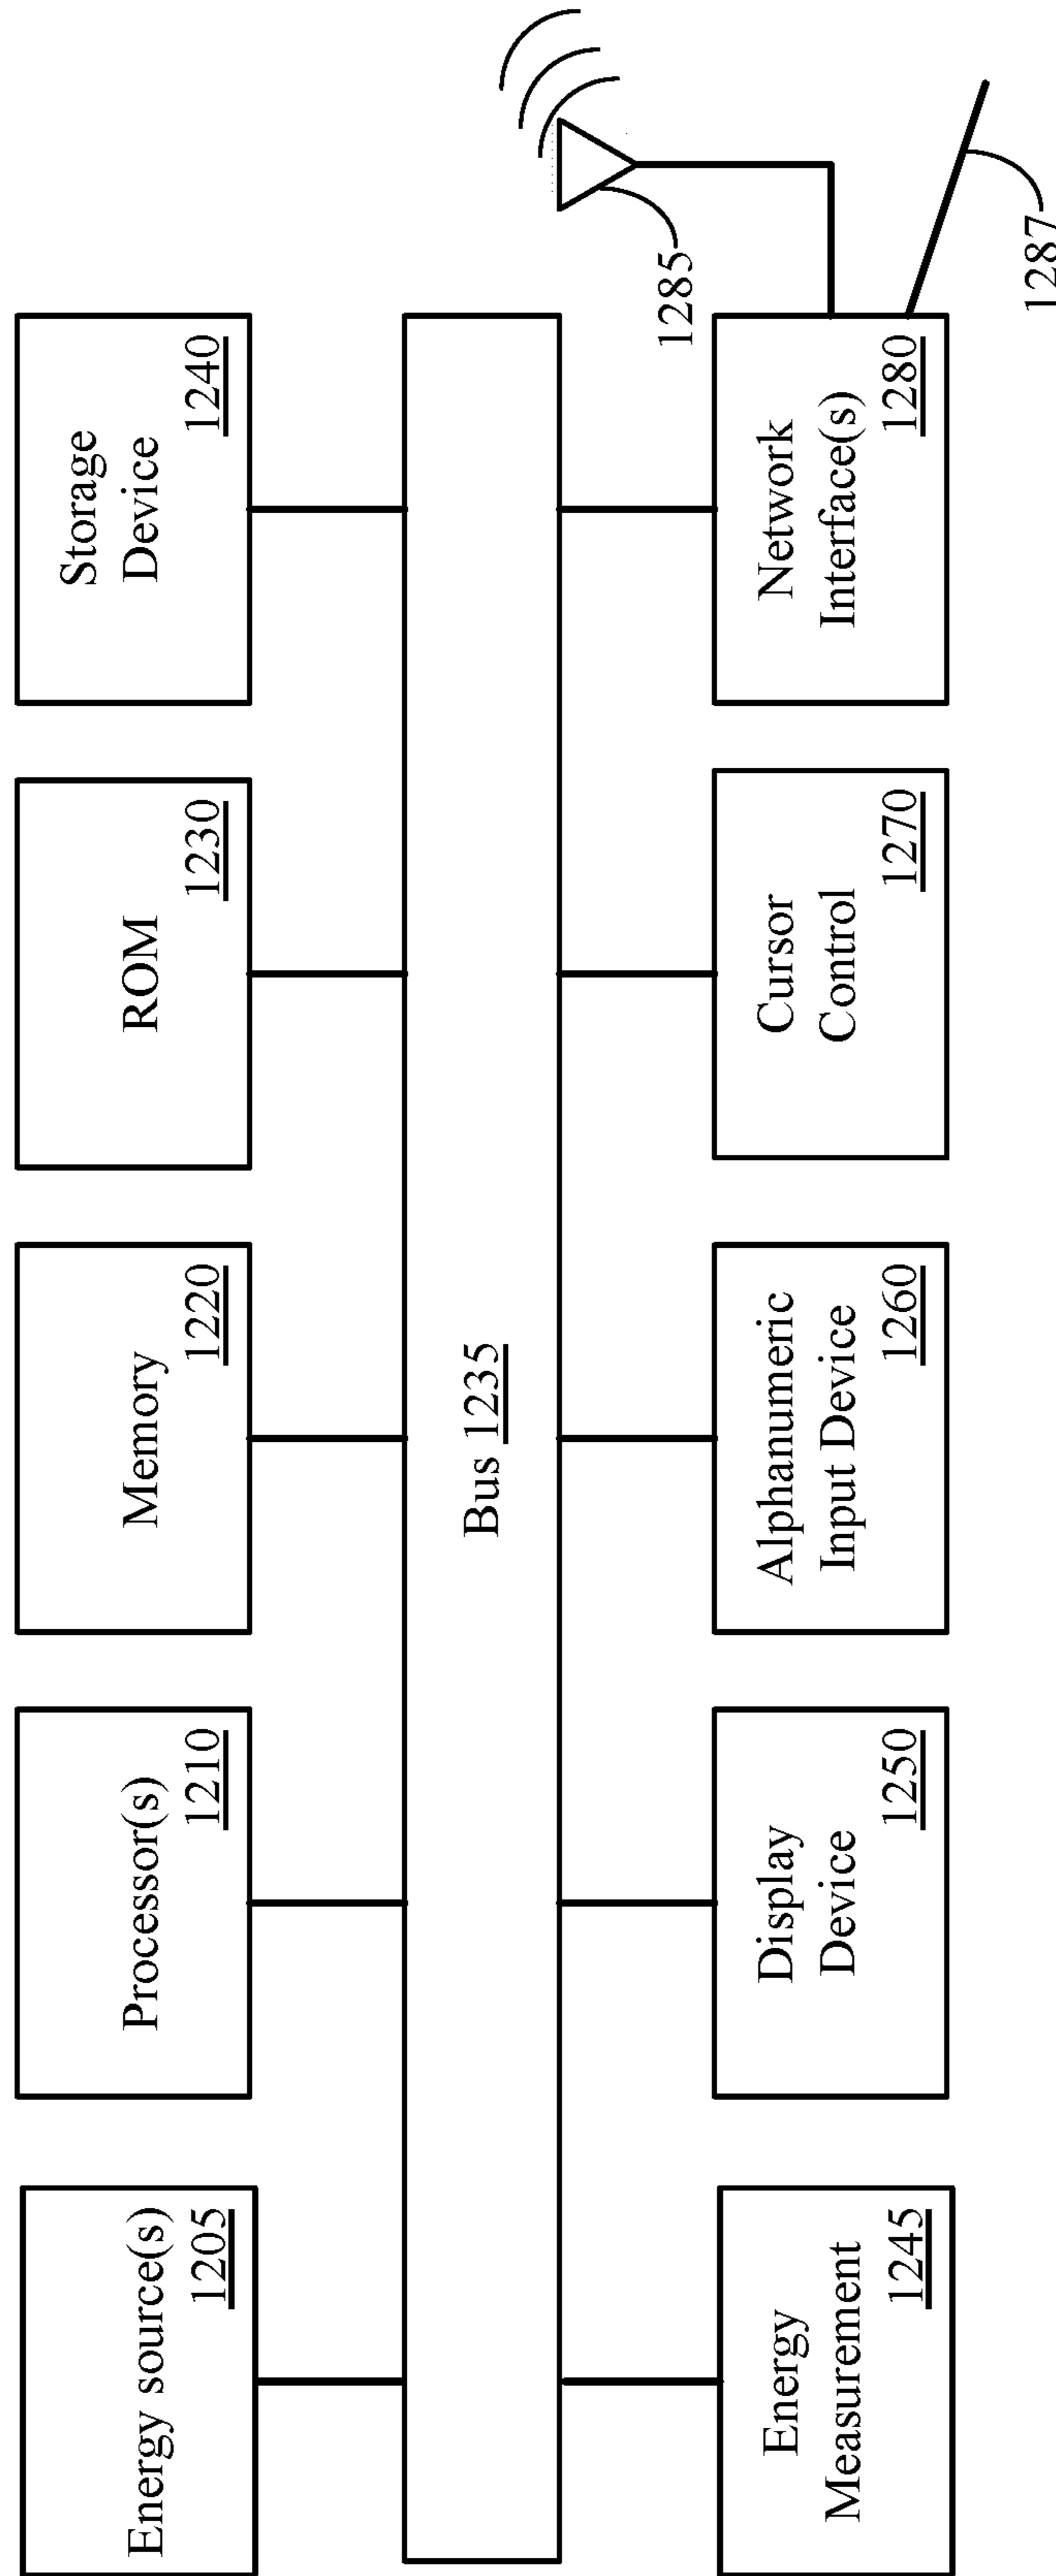 Energy source(s)
1205
Processor(s)
1210
Memory
1220
ROM
1230
Storage
Device
1240
Bus 1235
Energy
Measurement
1245
Display
Device
1250
Alphanumeric
Input Device
1260
Cursor
Control
1270
Network
Interface(s)
1280
1285
1287